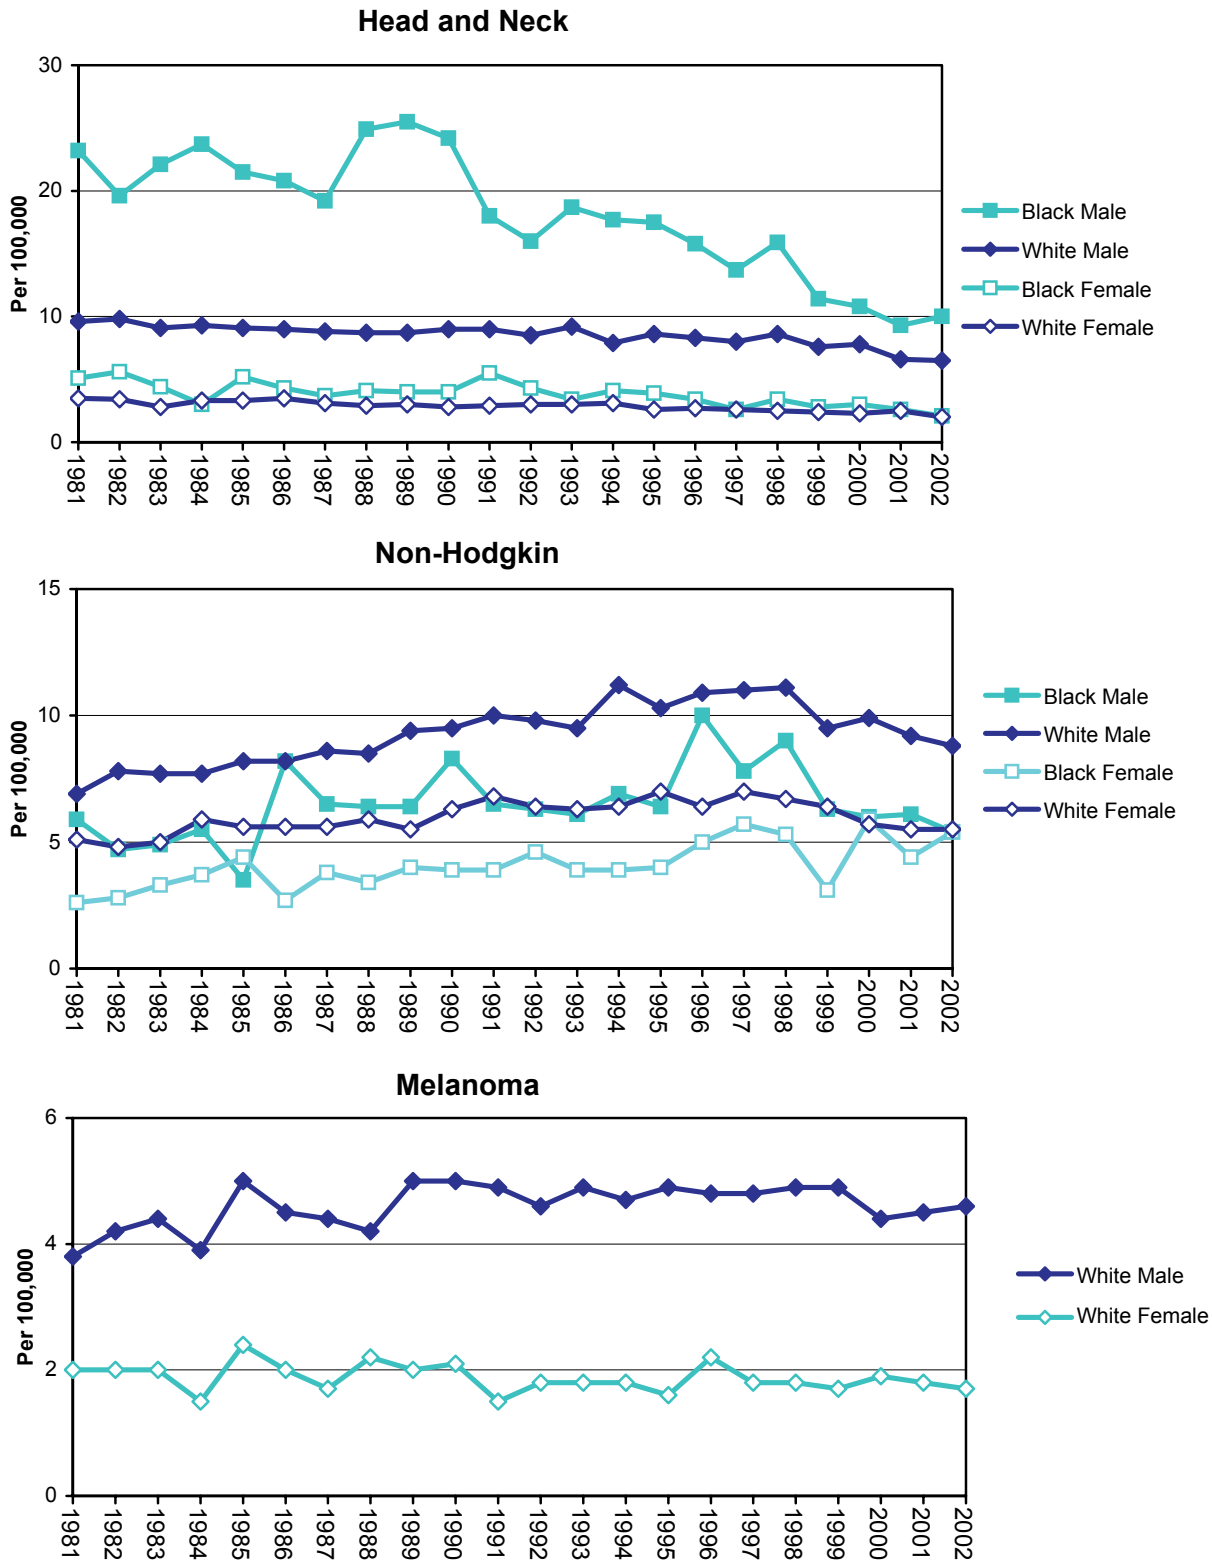 Head and Neck
Per 100,000
30
20
10
0
1981 1982 1983 1984 1985 1986 1987 1988 1989 1990 1991 1992 1993 1994 1995 1996 1997 1998 1999 2000 2001 2002
Black Male
White Male
Black Female
White Female
Non-Hodgkin
Per 100,000
15
10
5
0
1981 1982 1983 1984 1985 1986 1987 1988 1989 1990 1991 1992 1993 1994 1995 1996 1997 1998 1999 2000 2001 2002
Black Male
White Male
Black Female
White Female
Melanoma
Per 100,000
6
4
2
0
1981 1982 1983 1984 1985 1986 1987 1988 1989 1990 1991 1992 1993 1994 1995 1996 1997 1998 1999 2000 2001 2002
White Male
White Female